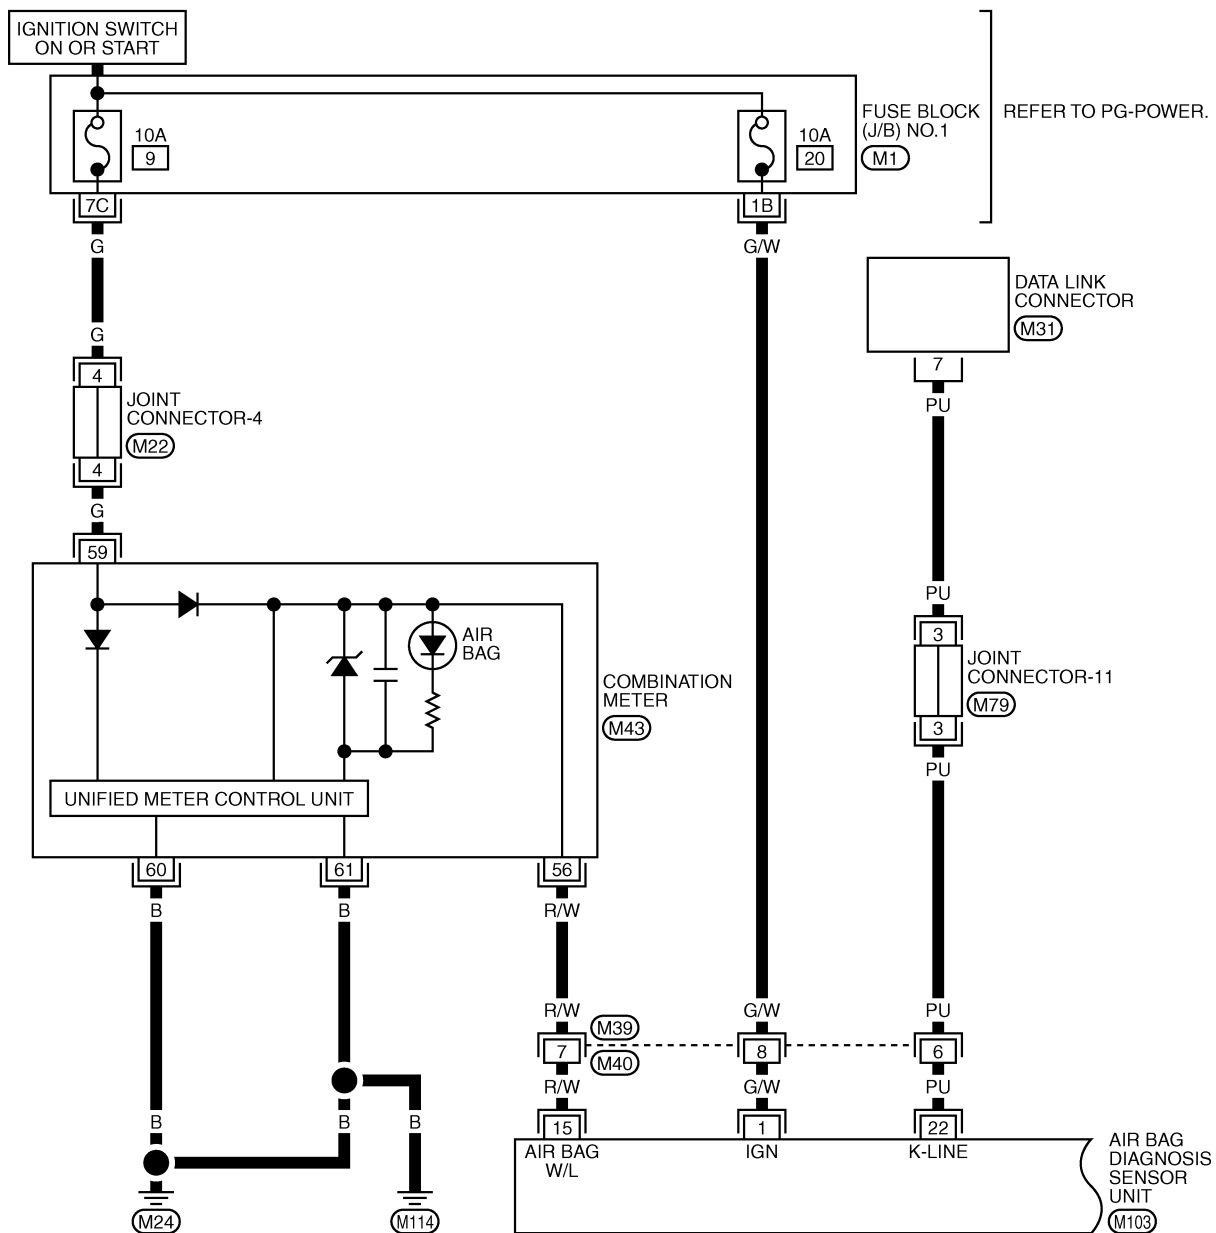 IGNITION SWITCH
ON OR START
10A
9
10A
20
FUSE BLOCK
(J/B) NO.1
M1
REFER TO PG-POWER.
7C
1B
G
G/W
DATA LINK
CONNECTOR
M31
7
PU
G
4
JOINT
CONNECTOR-4
M22
4
G
59
PU
3
JOINT
CONNECTOR-11
M79
3
PU
AIR
BAG
COMBINATION
METER
M43
UNIFIED METER CONTROL UNIT
60
61
56
B
B
R/W
R/W
G/W
PU
M39
7
8
6
M40
R/W
G/W
PU
B
B
B
15
1
22
AIR BAG
W/L
IGN
K-LINE
AIR BAG
DIAGNOSIS
SENSOR
UNIT
M103
M24
M114